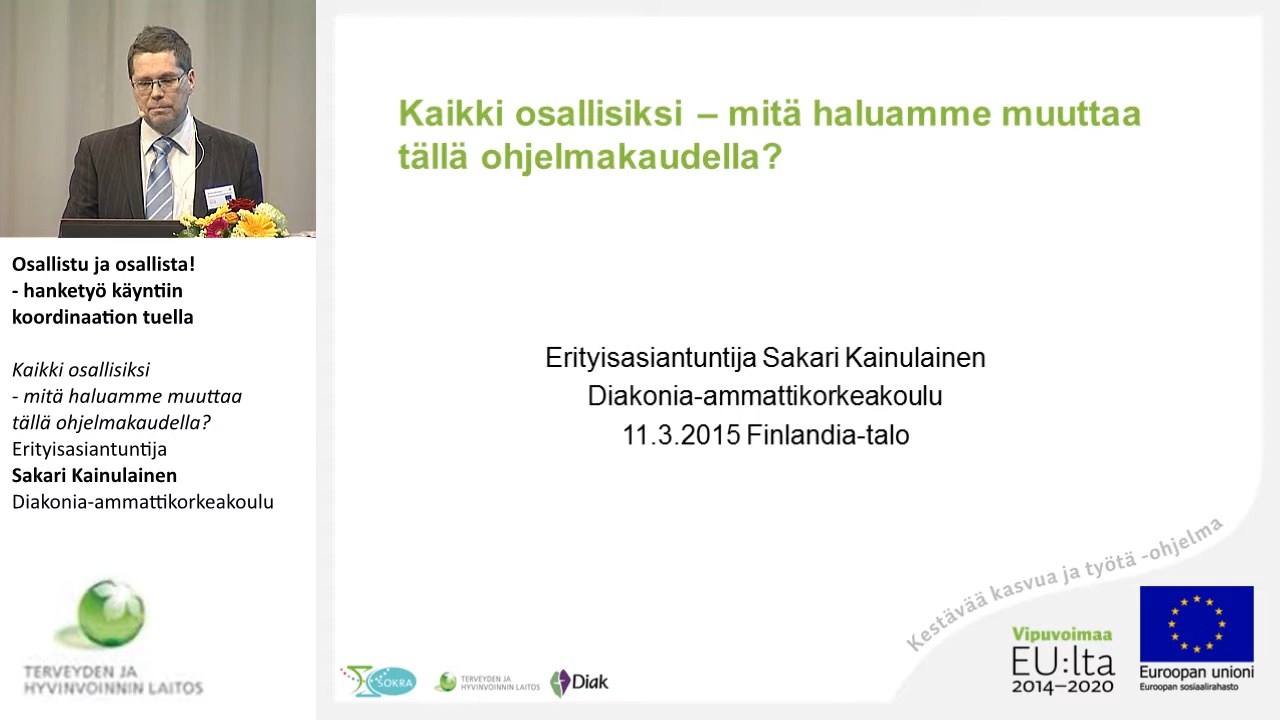 Osallistu ja osallista!
- hanketyö käyntiin
koordinaation tuella
Kaikki osallisiksi
- mitä haluamme muuttaa
tällä ohjelmakaudella?
Erityisasiantuntija
Sakari Kainulainen
Diakonia-ammattikorkeakoulu
TERVEYDEN JA
HYVINVOINNIN LAITOS
Kaikki osallisiksi – mitä haluamme muuttaa
tällä ohjelmakaudella?
Erityisasiantuntija Sakari Kainulainen
Diakonia-ammattikorkeakoulu
11.3.2015 Finlandia-talo
Kestävää kasvua ja työtä -ohjelma
SOKRA
TERVEYDEN JA
HYVINVOINNIN LAITOS
Diak
Vipuvoimaa
EU:lta
2014–2020
Euroopan unioni
Euroopan sosiaalirahasto